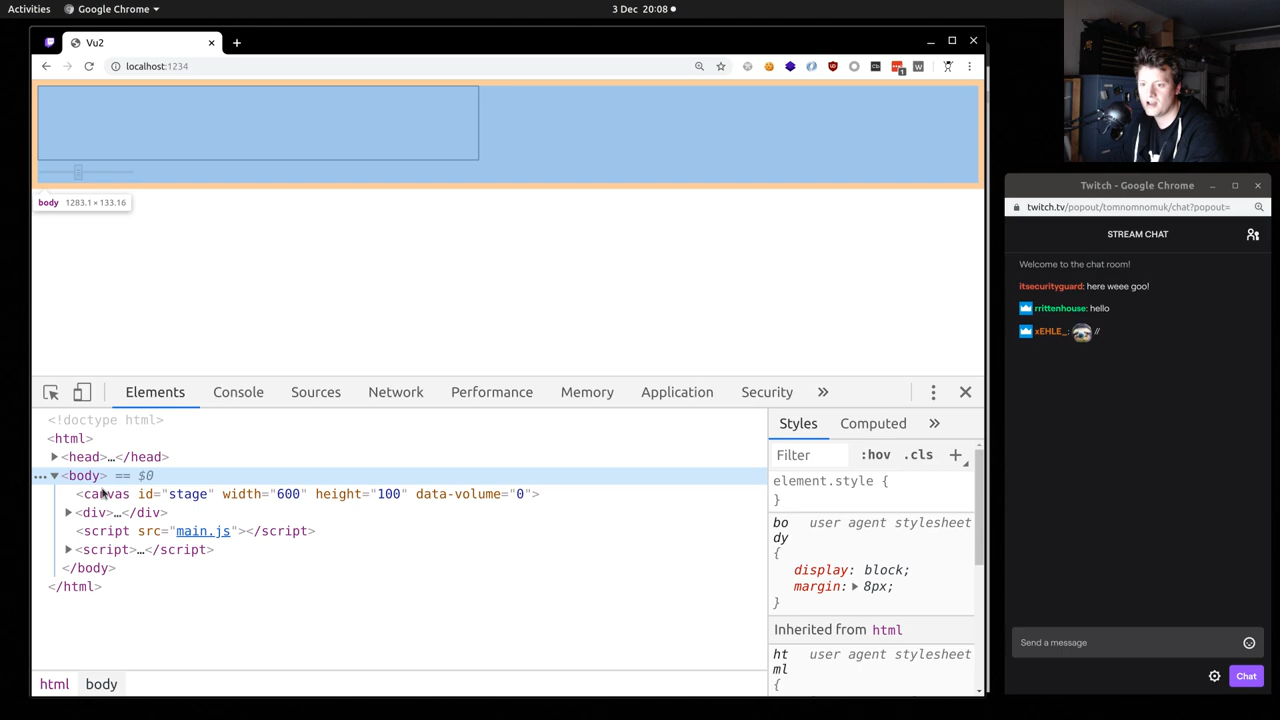 Activities
Google Chrome
3 Dec 20:08
Vu2
localhost:1234
1
body 1283.1 × 133.16
Elements
Console
Sources
Network
Performance
Memory
Application
Security
<!doctype html>
<html>
<head>…</head>
<body> == $0
<canvas id="stage" width="600" height="100" data-volume="0">
<div>…</div>
<script src="main.js"></script>
<script>…</script>
</body>
</html>
html
body
Styles
Computed
Filter
:hov
.cls
element.style {
}
body user agent stylesheet
{
display: block;
margin: 8px;
}
Inherited from html
html user agent stylesheet
{
Twitch - Google Chrome
twitch.tv/popout/tomnomnomuk/chat?popout=
STREAM CHAT
Welcome to the chat room!
itsecurityguard: here weee goo!
rrittenhouse: hello
xEHLE_: //
Send a message
Chat